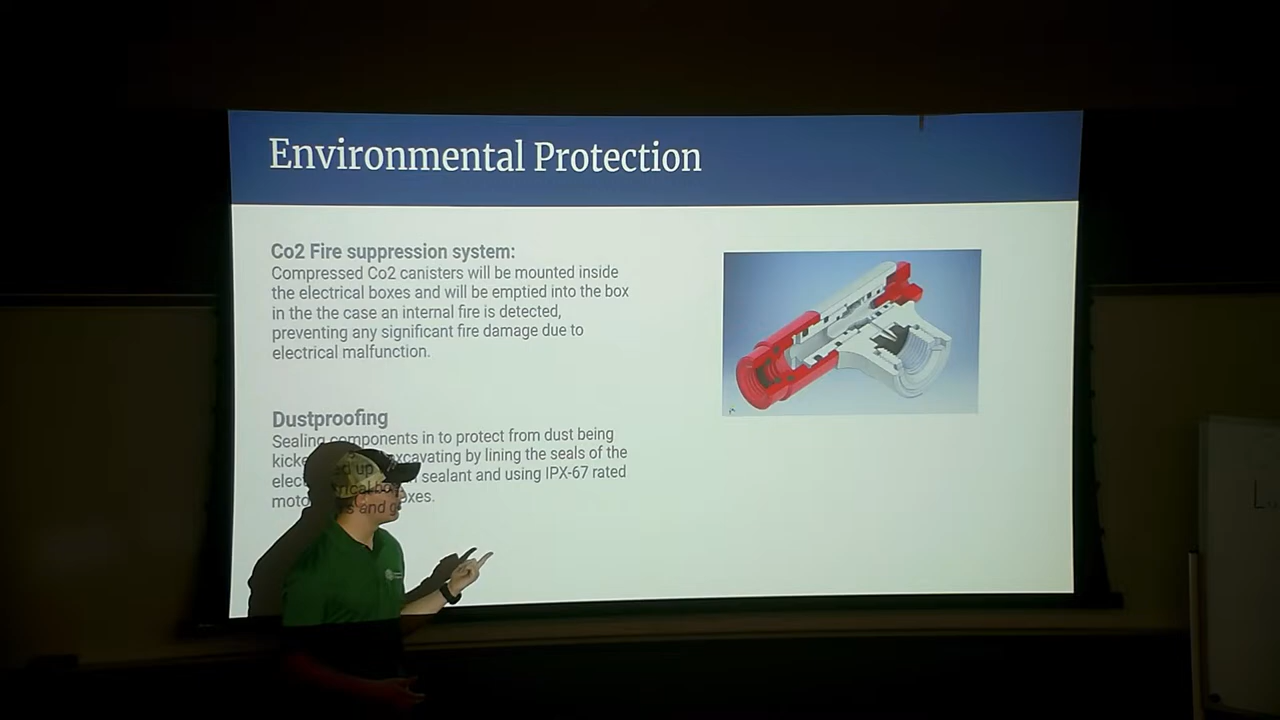 Environmental Protection
Co2 Fire suppression system:
Compressed Co2 canisters will be mounted inside
the electrical boxes and will be emptied into the box
in the the case an internal fire is detected,
preventing any significant fire damage due to
electrical malfunction.
Dustproofing
Sealing components in to protect from dust being
kicked up excavating by lining the seals of the
electrical sealant and using IPX-67 rated
motors and boxes.